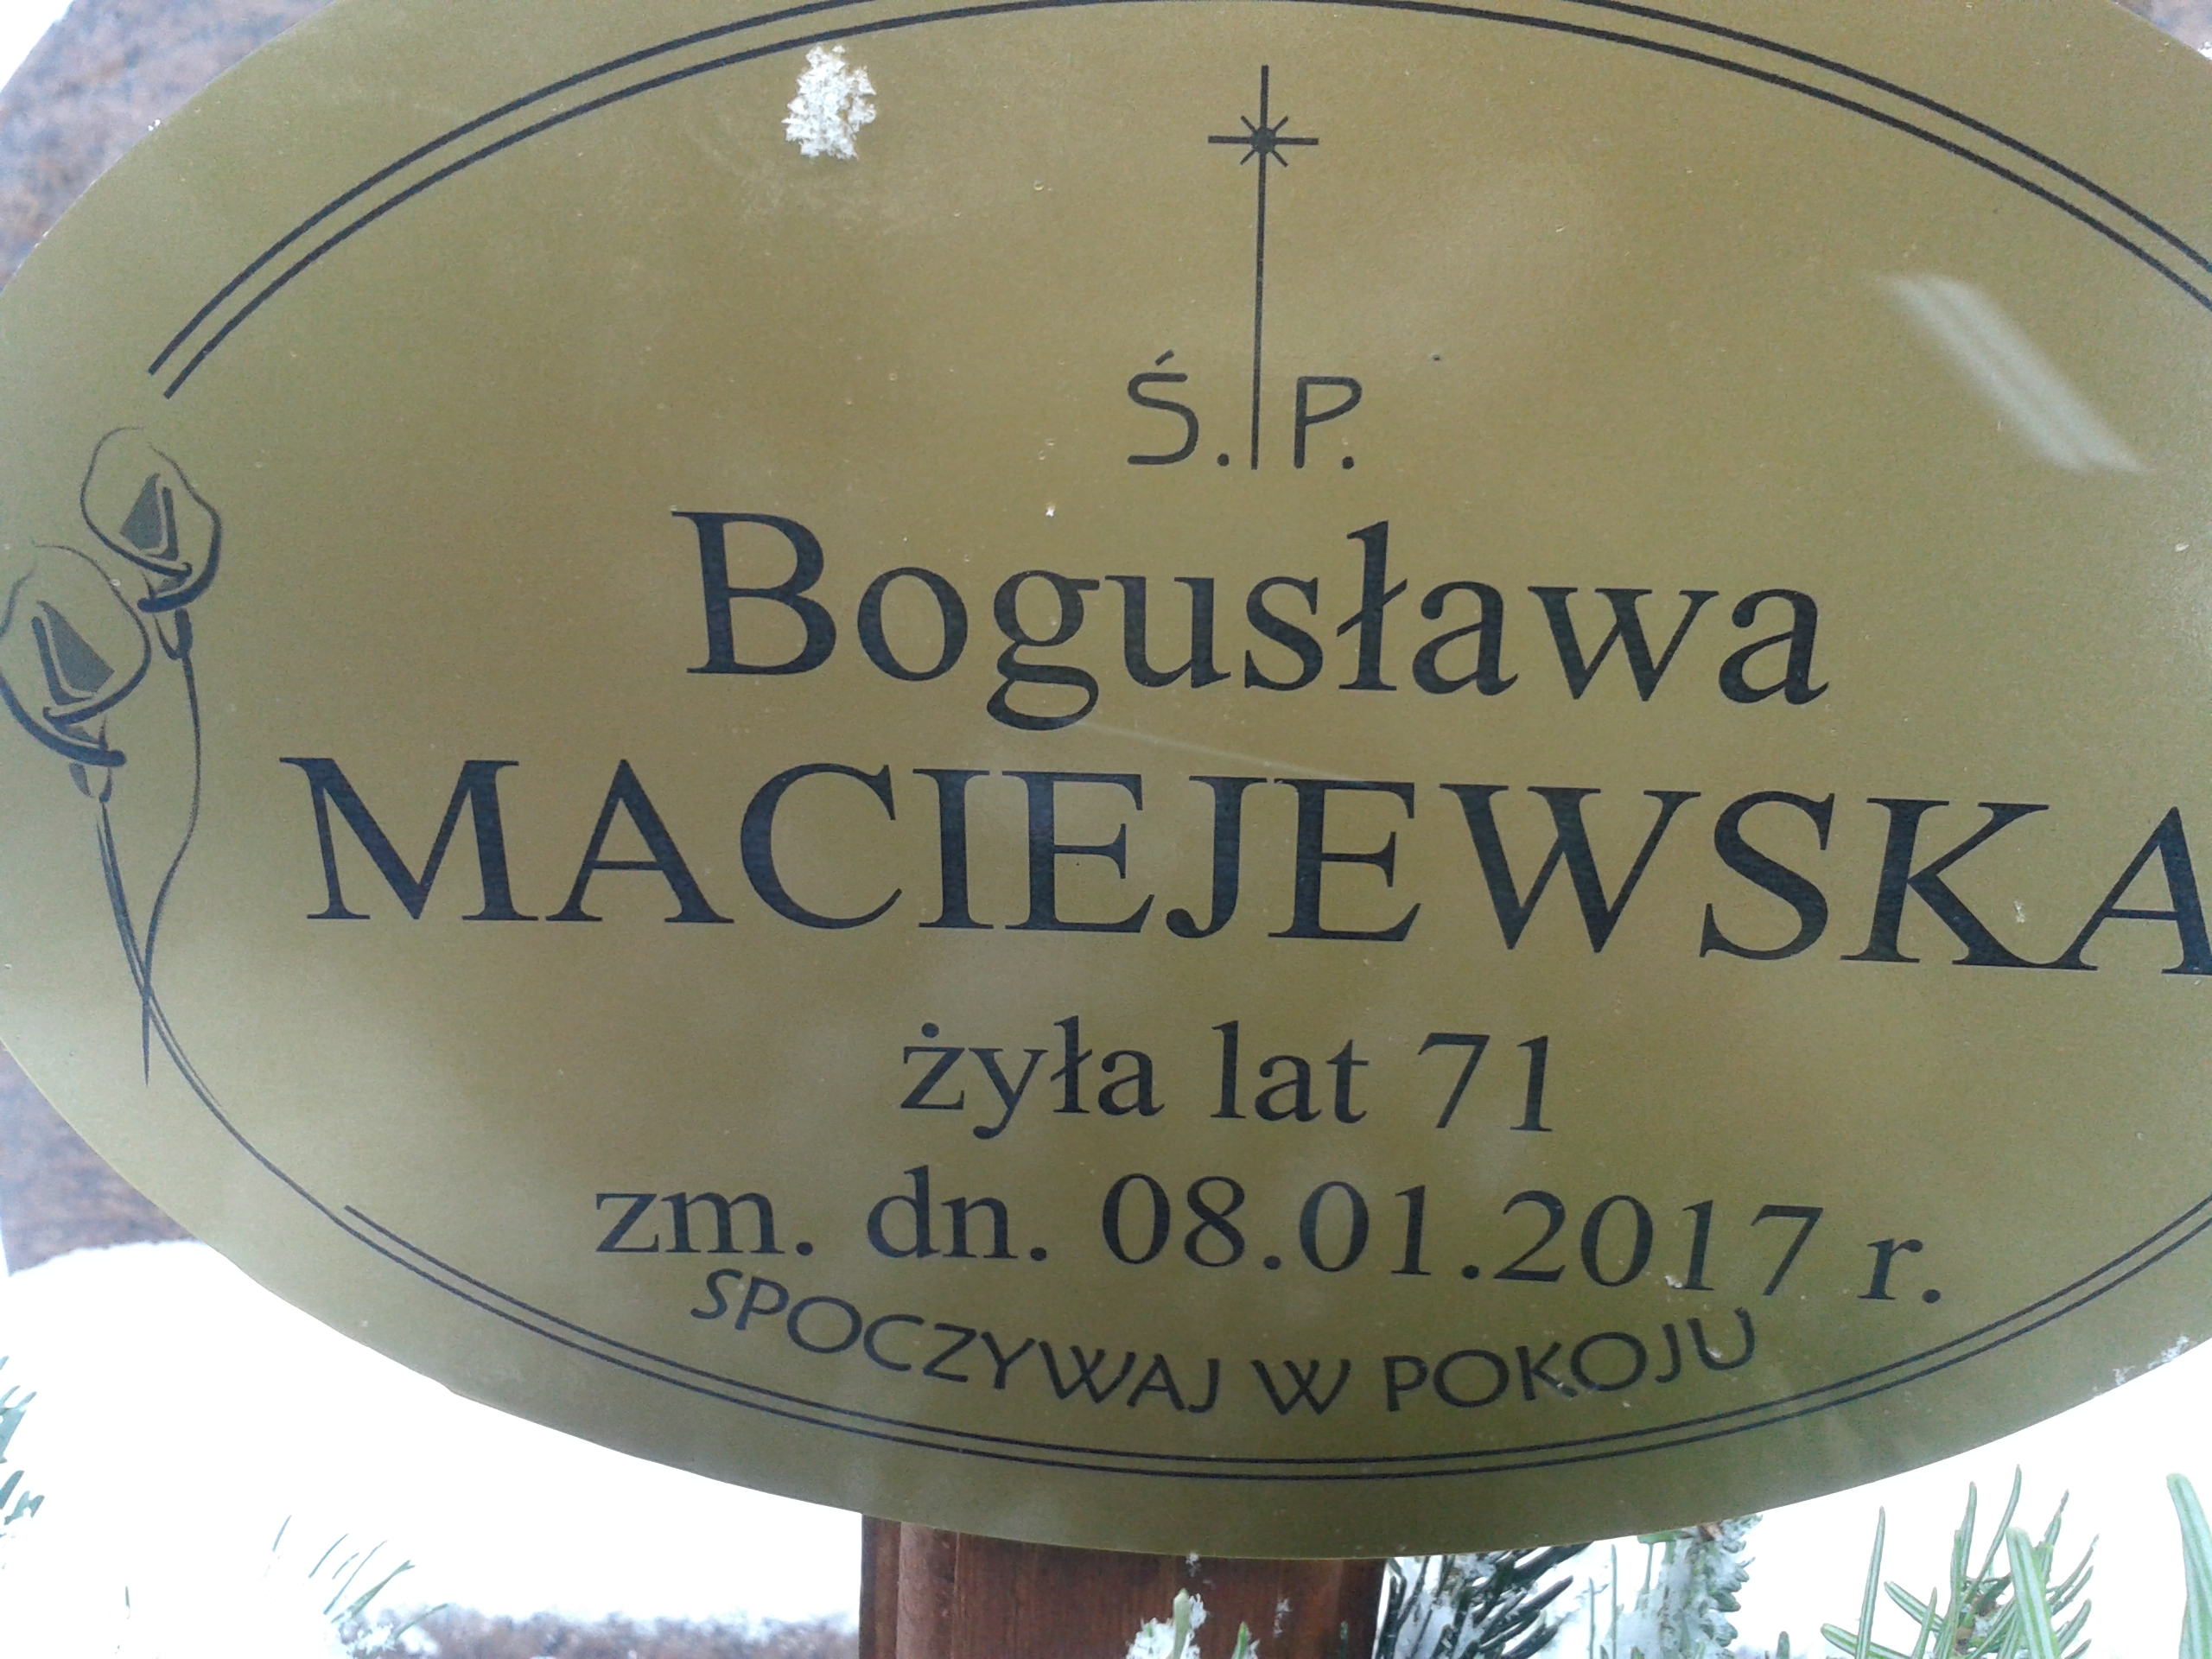 Ś. P.
Bogusława
MACIEJEWSKA
żyła lat 71
zm. dn. 08.01.2017 r.
SPOCZYWAJ W POKOJU